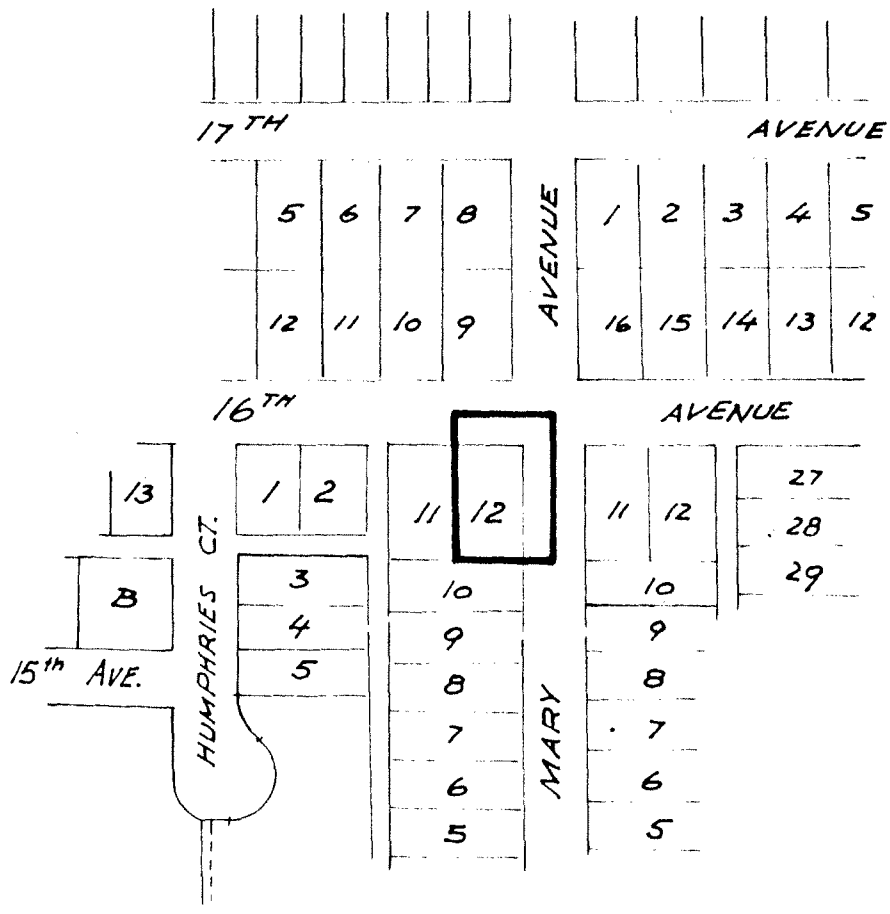 17TH AVENUE
5 6 7 8 1 2 3 4 5
AVENUE
12 11 10 9 16 15 14 13 12
16TH AVENUE
13 1 2 11 12 11 12 27
28
29
HUMPHRIES CT.
B 3 10 10
4 9 9
15th AVE. 5 8 8
MARY
7 7
6 6
5 5